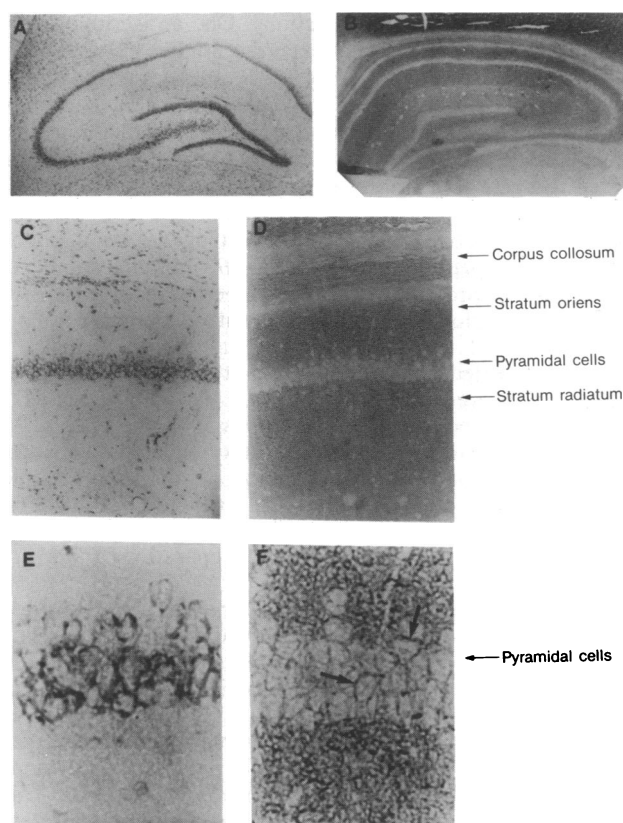 A
B
C
D
Corpus collosum
Stratum oriens
Pyramidal cells
Stratum radiatum
E
F
Pyramidal cells